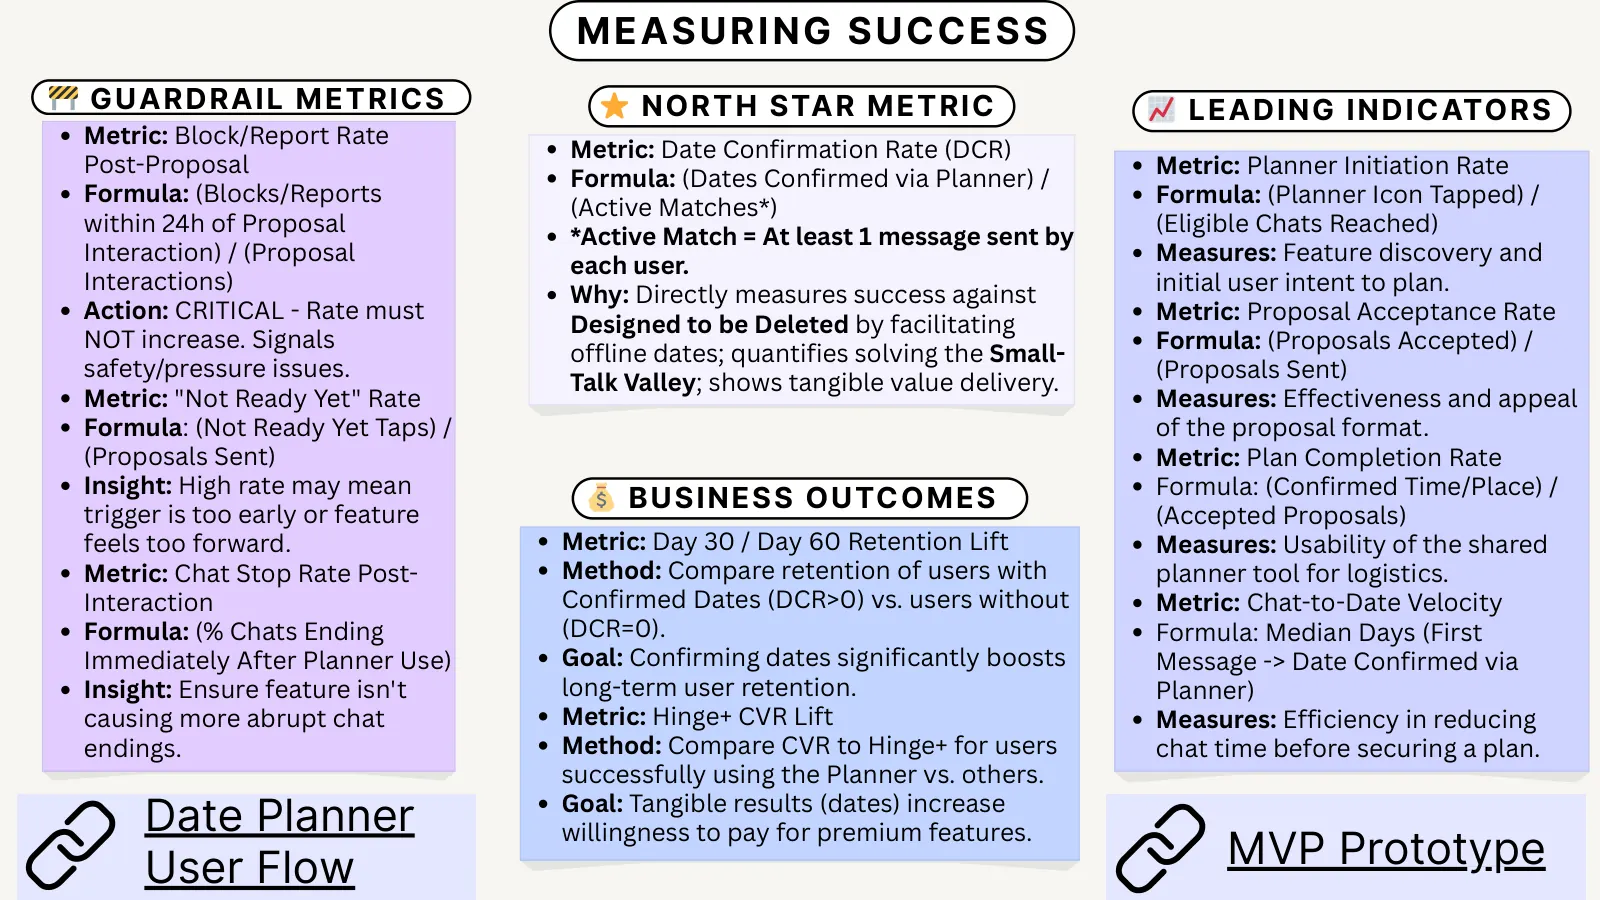 MEASURING SUCCESS
GUARDRAIL METRICS
• Metric: Block/Report Rate
Post-Proposal
• Formula: (Blocks/Reports
within 24h of Proposal
Interaction) / (Proposal
Interactions)
• Action: CRITICAL - Rate must
NOT increase. Signals
safety/pressure issues.
• Metric: "Not Ready Yet" Rate
• Formula: (Not Ready Yet Taps) /
(Proposals Sent)
• Insight: High rate may mean
trigger is too early or feature
feels too forward.
• Metric: Chat Stop Rate Post-
Interaction
• Formula: (% Chats Ending
Immediately After Planner Use)
• Insight: Ensure feature isn't
causing more abrupt chat
endings.
Date Planner
User Flow
NORTH STAR METRIC
• Metric: Date Confirmation Rate (DCR)
• Formula: (Dates Confirmed via Planner) /
(Active Matches*)
• *Active Match = At least 1 message sent by
each user.
• Why: Directly measures success against
Designed to be Deleted by facilitating
offline dates; quantifies solving the Small-
Talk Valley; shows tangible value delivery.
BUSINESS OUTCOMES
• Metric: Day 30 / Day 60 Retention Lift
• Method: Compare retention of users with
Confirmed Dates (DCR>0) vs. users without
(DCR=0).
• Goal: Confirming dates significantly boosts
long-term user retention.
• Metric: Hinge+ CVR Lift
• Method: Compare CVR to Hinge+ for users
successfully using the Planner vs. others.
• Goal: Tangible results (dates) increase
willingness to pay for premium features.
LEADING INDICATORS
• Metric: Planner Initiation Rate
• Formula: (Planner Icon Tapped) /
(Eligible Chats Reached)
• Measures: Feature discovery and
initial user intent to plan.
• Metric: Proposal Acceptance Rate
• Formula: (Proposals Accepted) /
(Proposals Sent)
• Measures: Effectiveness and appeal
of the proposal format.
• Metric: Plan Completion Rate
• Formula: (Confirmed Time/Place) /
(Accepted Proposals)
• Measures: Usability of the shared
planner tool for logistics.
• Metric: Chat-to-Date Velocity
• Formula: Median Days (First
Message -> Date Confirmed via
Planner)
• Measures: Efficiency in reducing
chat time before securing a plan.
MVP Prototype